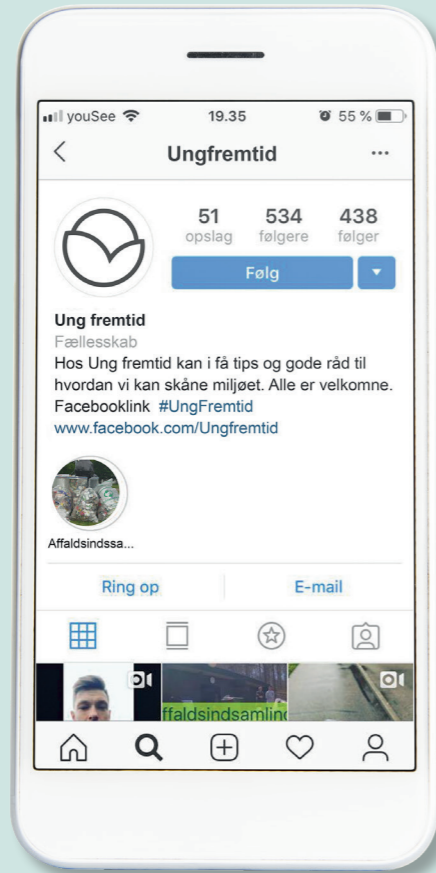 youSee 19.35 55 %
Ungfremtid
51 534 438
opslag følgere følger
Følg
Ung fremtid
Fællesskab
Hos Ung fremtid kan i få tips og gode råd til
hvordan vi kan skåne miljøet. Alle er velkomne.
Facebooklink #UngFremtid
www.facebook.com/Ungfremtid
Affaldsindssa...
Ring op E-mail
ffaldsindsamling